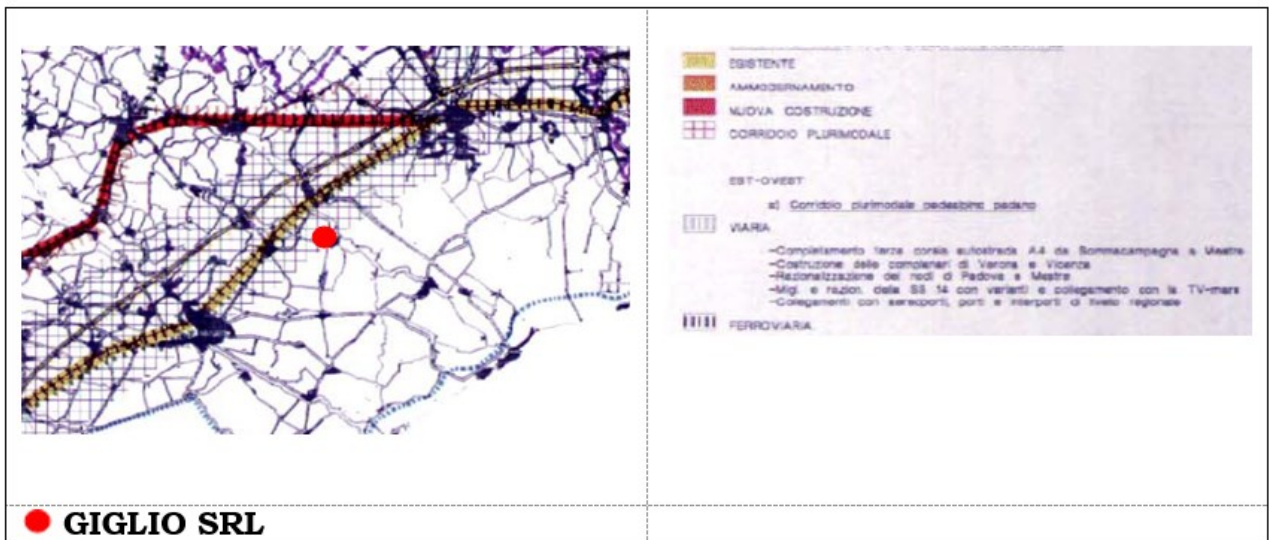 ESISTENTE
AMMODERNAMENTO
NUOVA COSTRUZIONE
CORRIDOIO PLURIMODALE
EST-OVEST
a) Corridoio plurimodale pedealpino padano
VIARIA
-Completamento terza corsia autostrada A4 da Sommacampagna a Mestre
-Costruzione delle complanari di Verona e Vicenza
-Razionalizzazione dei nodi di Padova e Mestre
-Migl. e razion. della SS 14 con varianti e collegamento con la TV-mare
-Collegamenti con aeroporti, porti e interporti di livello regionale
FERROVIARIA
GIGLIO SRL